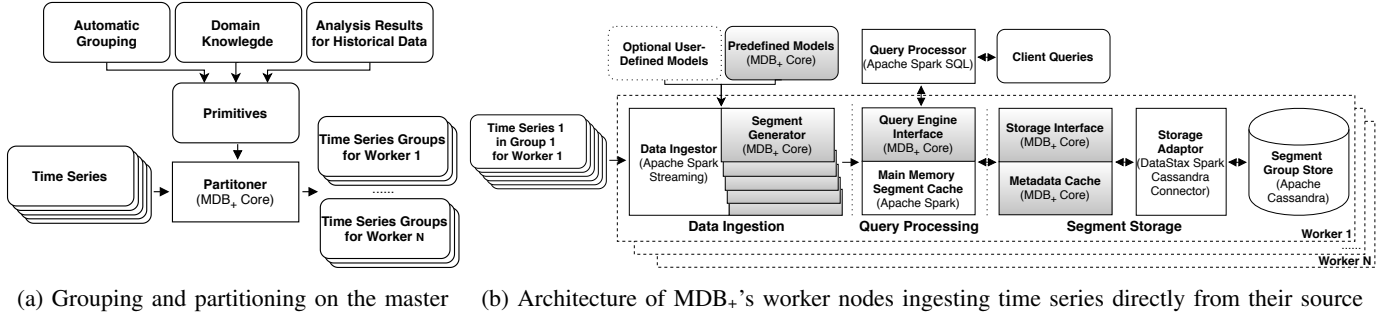 Automatic
Grouping
Domain
Knowlegde
Analysis Results
for Historical Data
Primitives
Time Series
Partitoner
(MDB+ Core)
Time Series Groups
for Worker 1
......
Time Series Groups
for Worker N
(a) Grouping and partitioning on the master
Optional User-
Defined Models
Predefined Models
(MDB+ Core)
Query Processor
(Apache Spark SQL)
Client Queries
Time Series 1
in Group 1
for Worker 1
Data Ingestor
(Apache Spark
Streaming)
Segment
Generator
(MDB+ Core)
Data Ingestion
Query Engine
Interface
(MDB+ Core)
Main Memory
Segment Cache
(Apache Spark)
Query Processing
Storage Interface
(MDB+ Core)
Metadata Cache
(MDB+ Core)
Storage
Adaptor
(DataStax Spark
Cassandra
Connector)
Segment
Group Store
(Apache
Cassandra)
Segment Storage
Worker 1
......
Worker N
(b) Architecture of MDB+'s worker nodes ingesting time series directly from their source